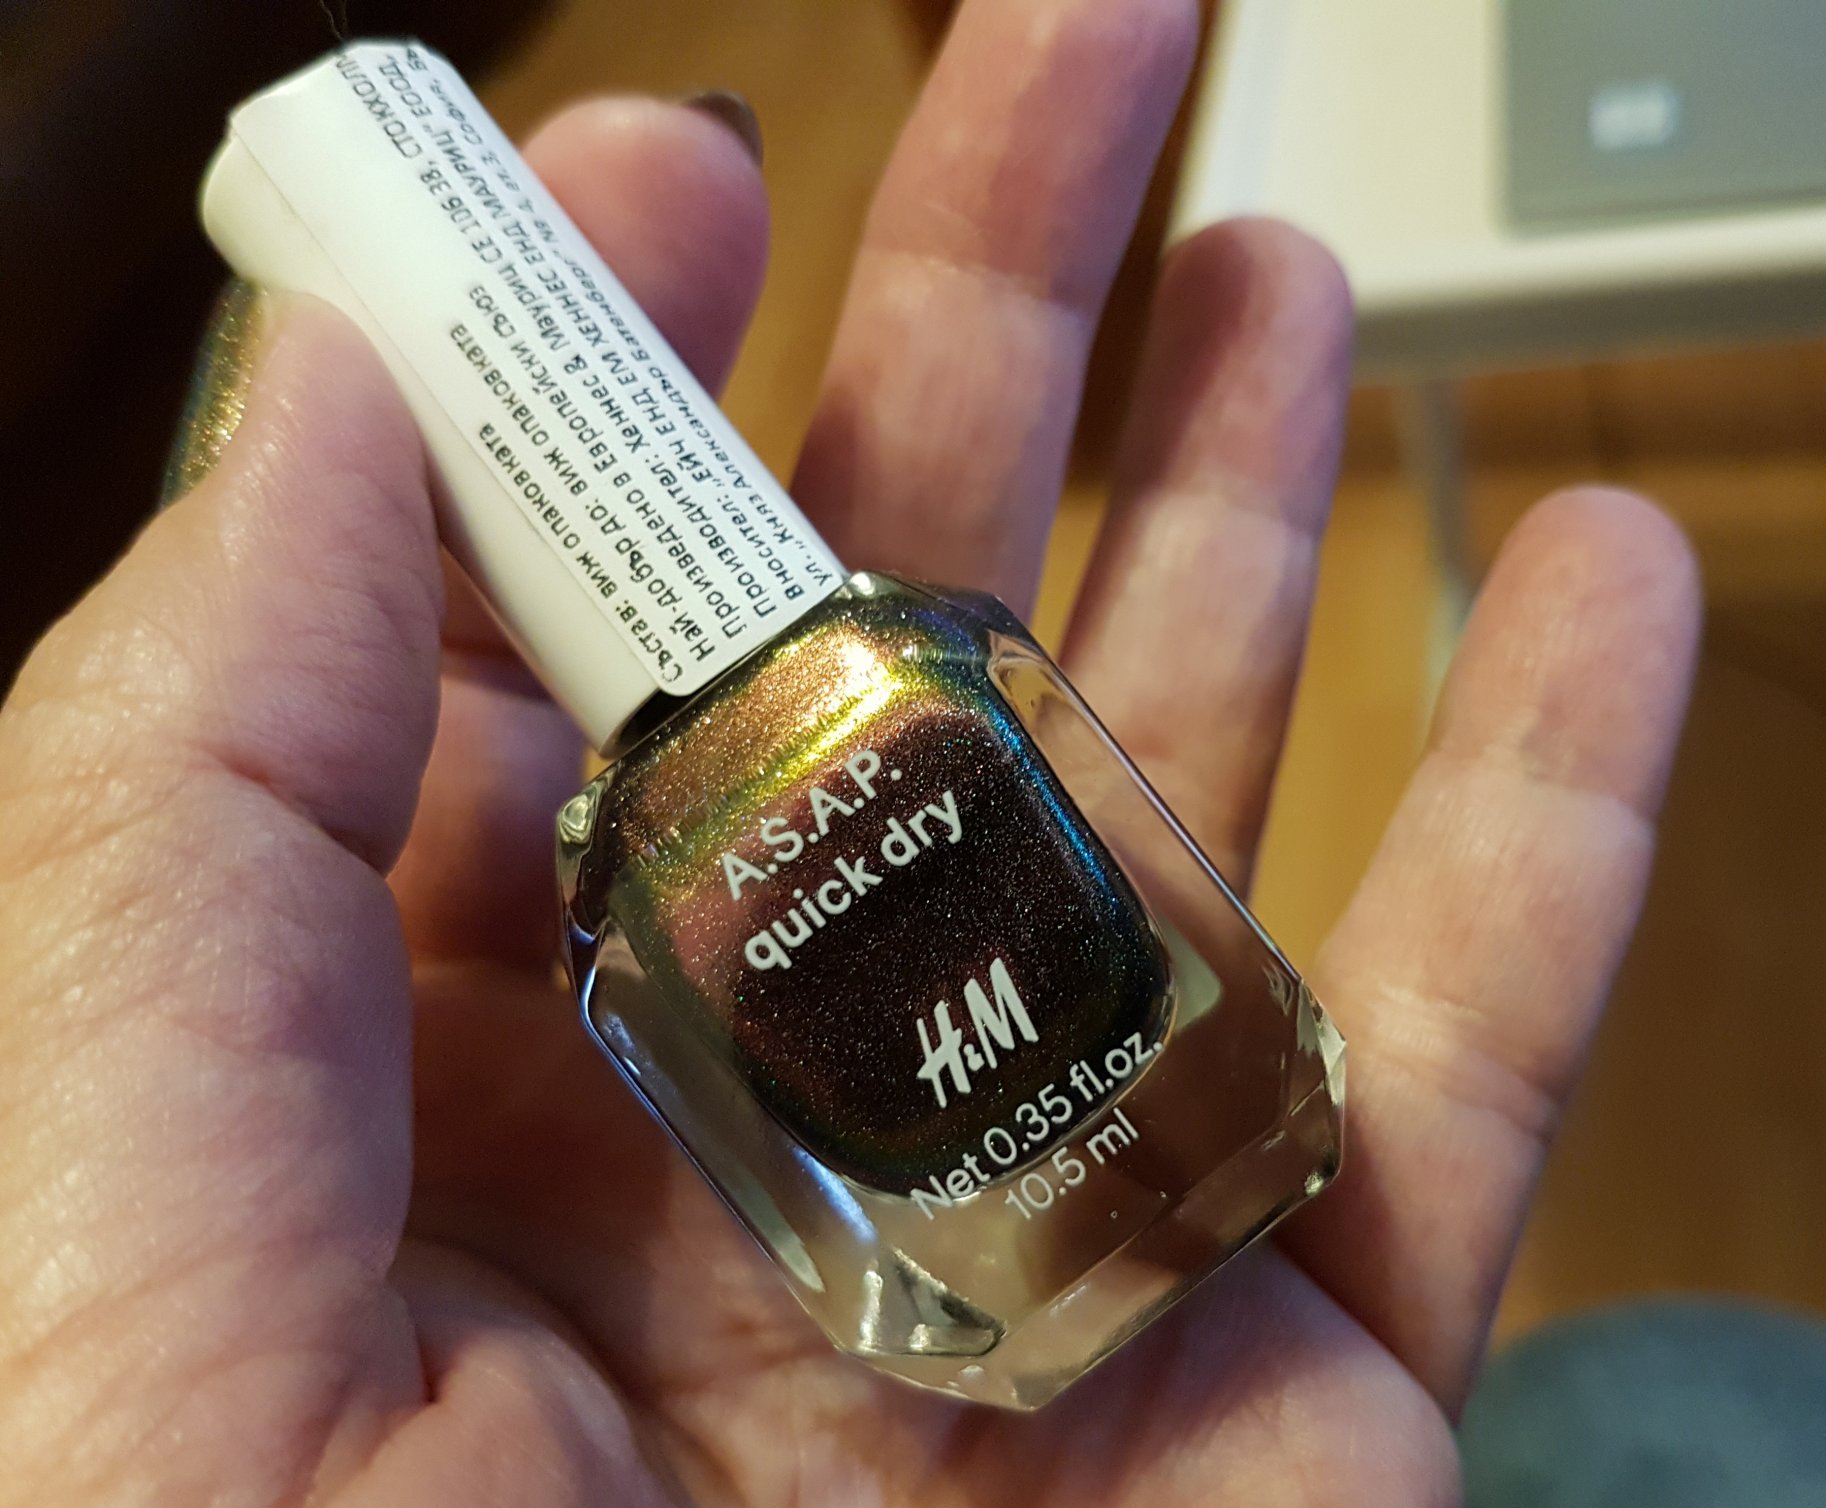 A.S.A.P.
quick dry
H&M
Net 0.35 fl.oz.
10.5 ml
Състав: виж опаковката
Най-добър до: виж опаковката
Произведено в Европейски съюз
Производител: Хеннес & Мауриц СЕ 106 38, СТОКХОЛМ
Вносител: „ЕЙЧ ЕНД ЕМ ХЕННЕС ЕНД МАУРИЦ" ЕООД,
ул. „Княз Александър Батенберг" № 4, ет. 3, София,